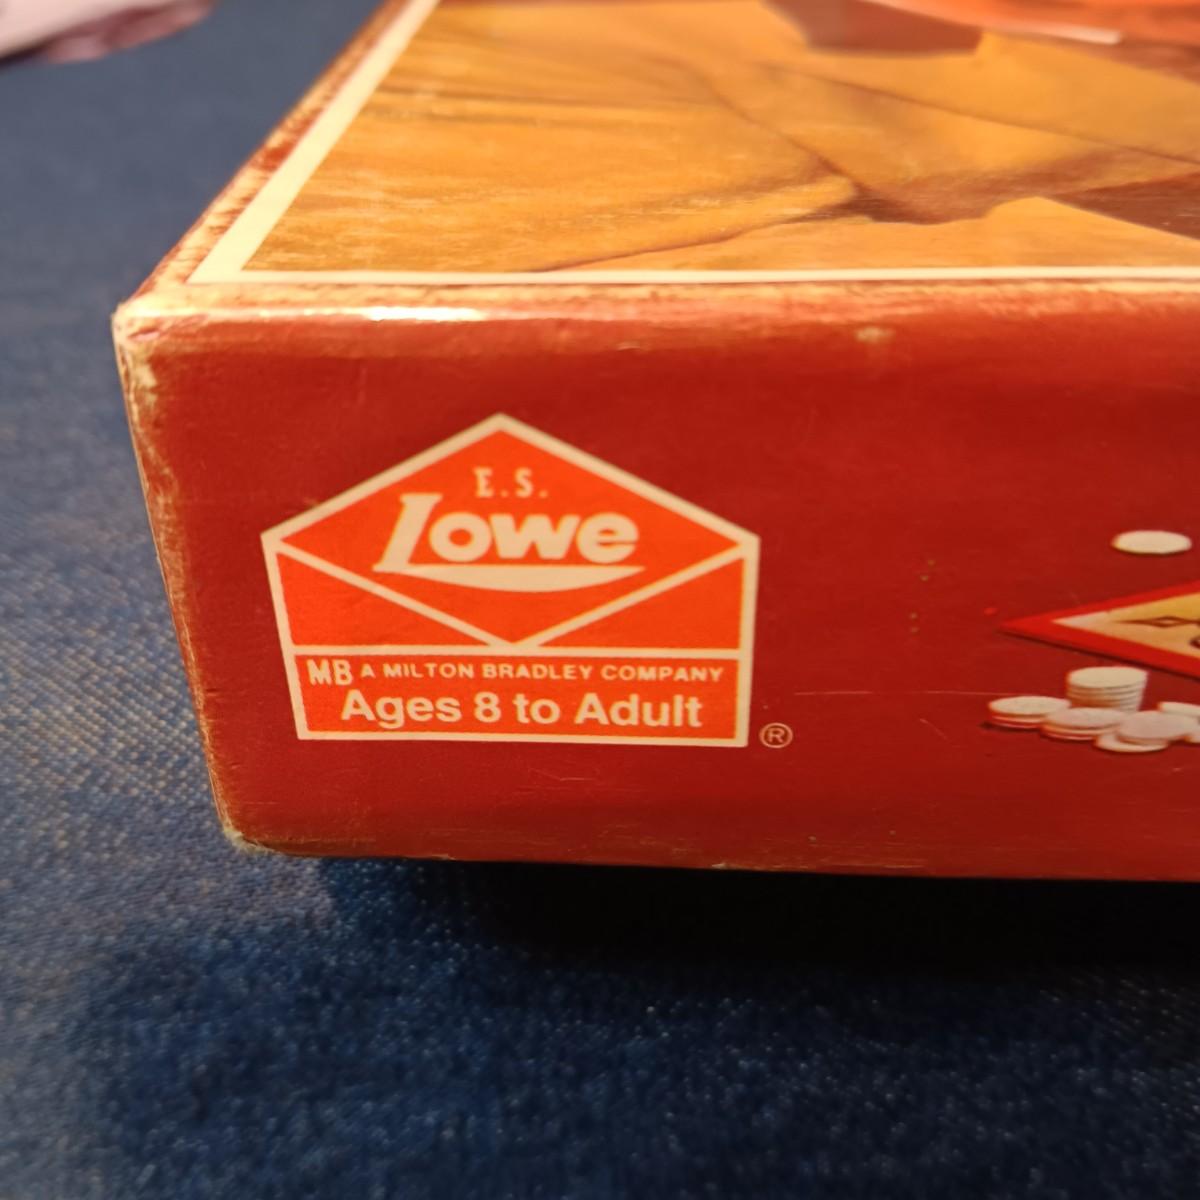 E.S.
Lowe
MB A MILTON BRADLEY COMPANY
Ages 8 to Adult
®